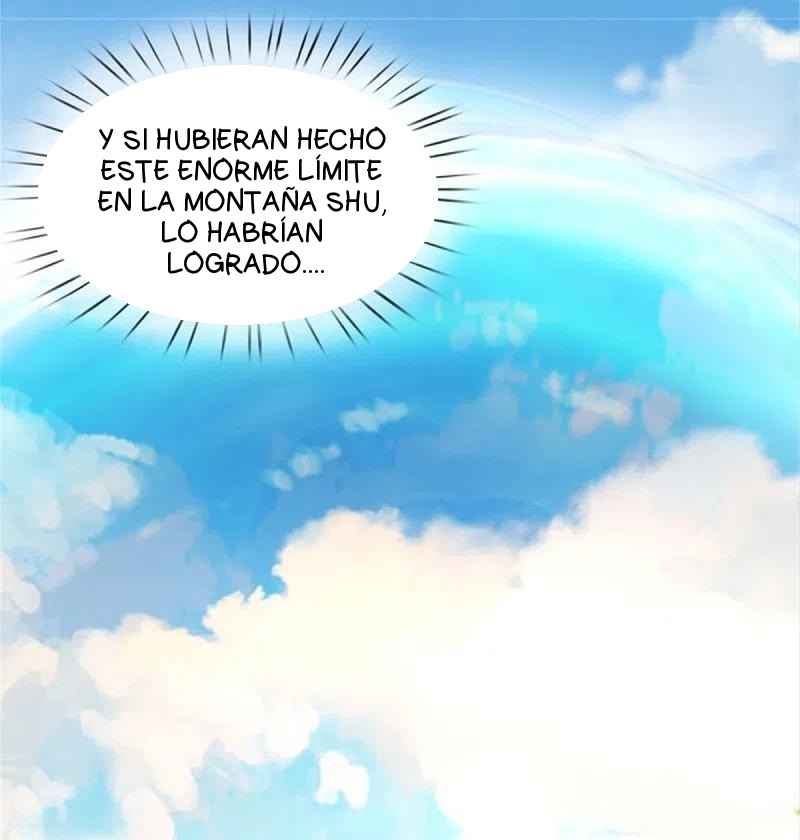 Y SI HUBIERAN HECHO
ESTE ENORME LÍMITE
EN LA MONTAÑA SHU,
LO HABRÍAN
LOGRADO....